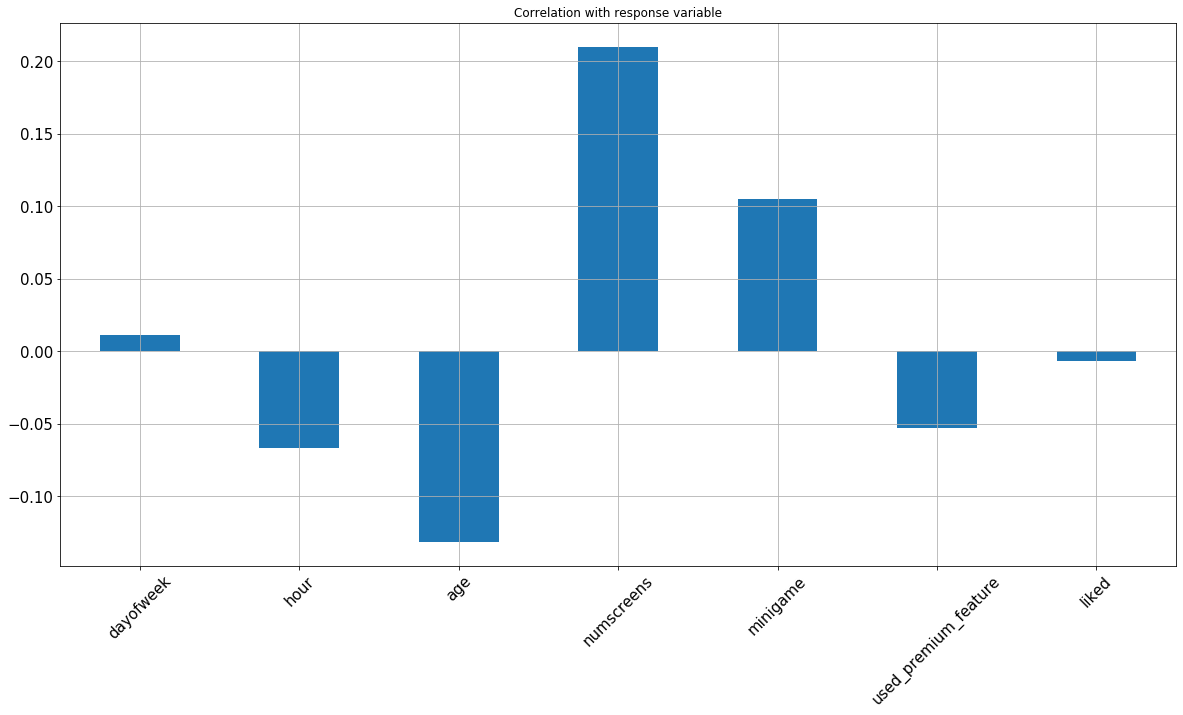 Correlation with response variable
0.20
0.15
0.10
0.05
0.00
−0.05
−0.10
dayofweek
hour
age
numscreens
minigame
used_premium_feature
liked